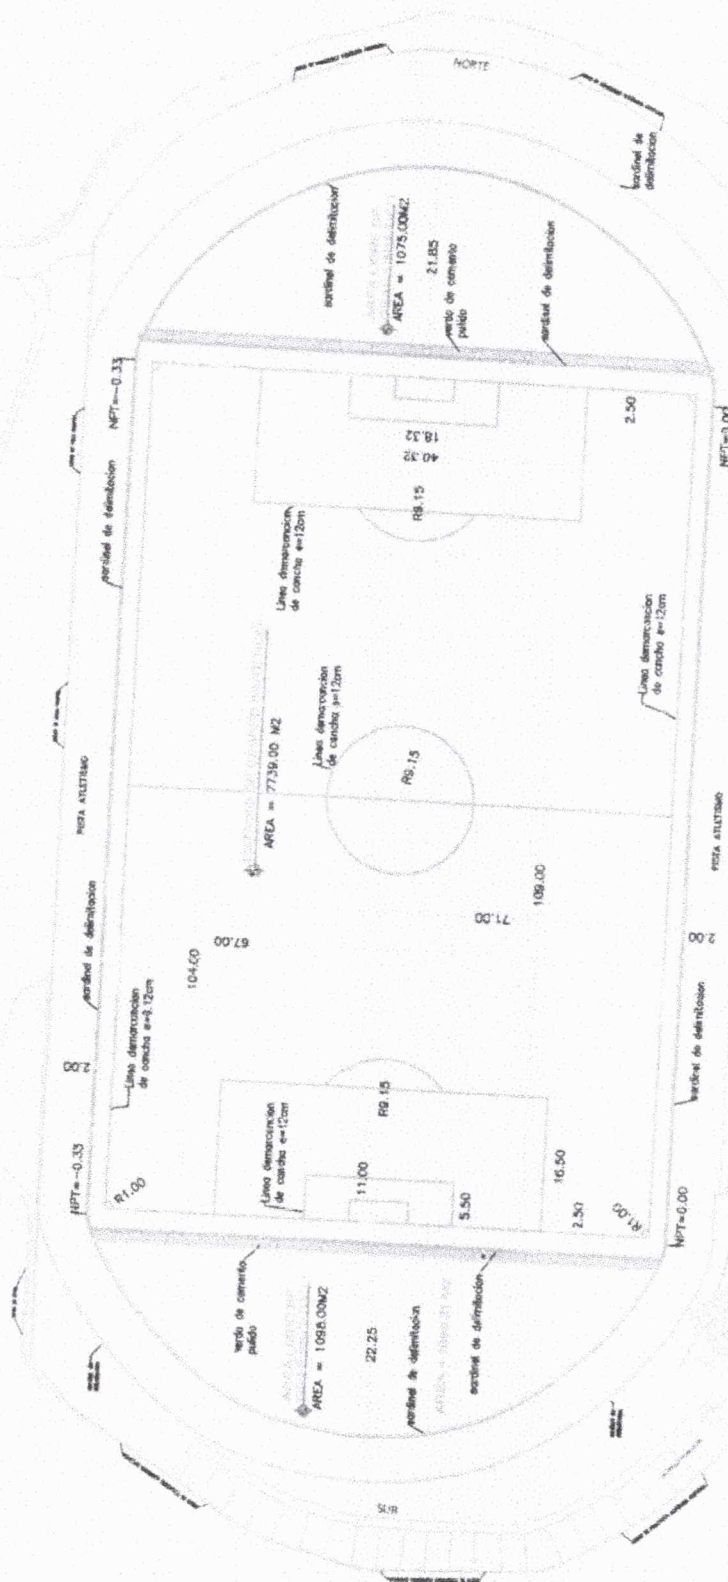 NORTE
sardinel de
delimitacion
sardinel de delimitacion
AREA = 1075.00M2
21.85
verdo de cemento
pulido
sardinel de delimitacion
NPT=-0.33
sardinel de delimitacion
2.50
NPT=0.00
18.32
40.32
R9.15
Linea demarcacion
de cancha e=12cm
Linea demarcacion
de cancha e=12cm
Linea demarcacion
de cancha e=12cm
AREA = 7739.00 M2
R9.15
PISTA ATLETISMO
PISTA ATLETISMO
109.00
71.00
67.00
104.00
2.00
sardinel de delimitacion
Linea demarcacion
de cancha e=0.12cm
sardinel de delimitacion
R9.15
Linea demarcacion
de cancha e=12cm
NPT=-0.33
R1.00
11.00
5.50
16.50
2.50
R1.00
NPT=0.00
verdo de cemento
pulido
AREA = 1098.00M2
22.25
sardinel de delimitacion
sardinel de delimitacion